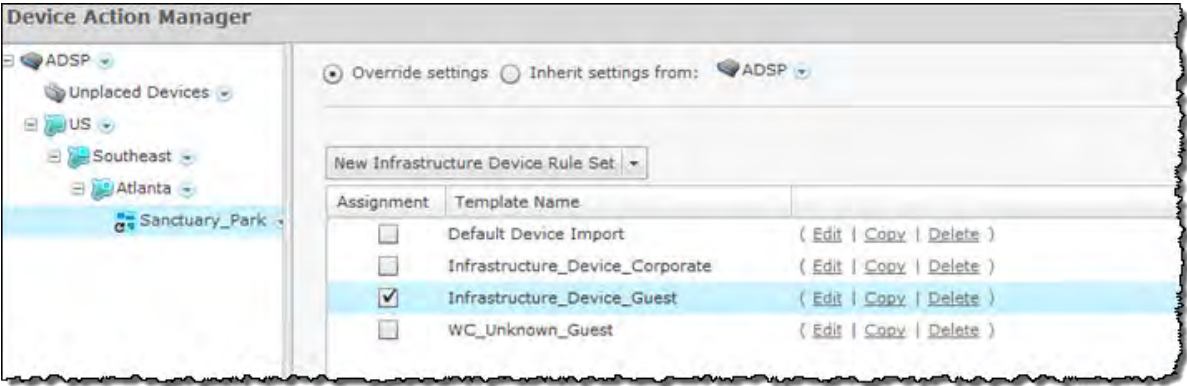 Device Action Manager
ADSP
Unplaced Devices
US
Southeast
Atlanta
Sanctuary_Park
Override settings Inherit settings from: ADSP
New Infrastructure Device Rule Set
Assignment Template Name
Default Device Import ( Edit | Copy | Delete )
Infrastructure_Device_Corporate ( Edit | Copy | Delete )
Infrastructure_Device_Guest ( Edit | Copy | Delete )
WC_Unknown_Guest ( Edit | Copy | Delete )